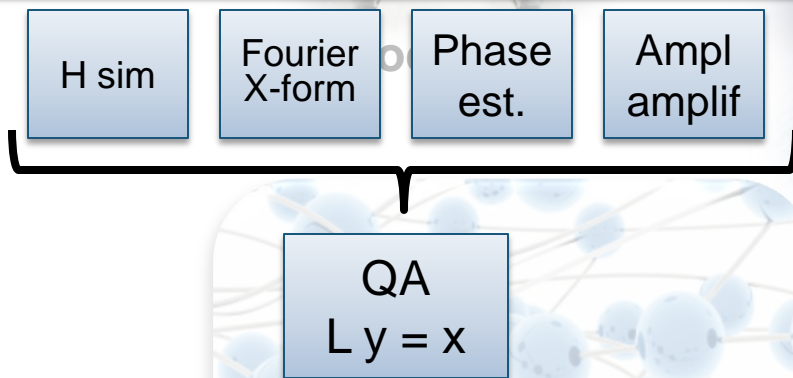 H sim
Fourier
X-form
Phase
est.
Ampl
amplif
QA
L y = x